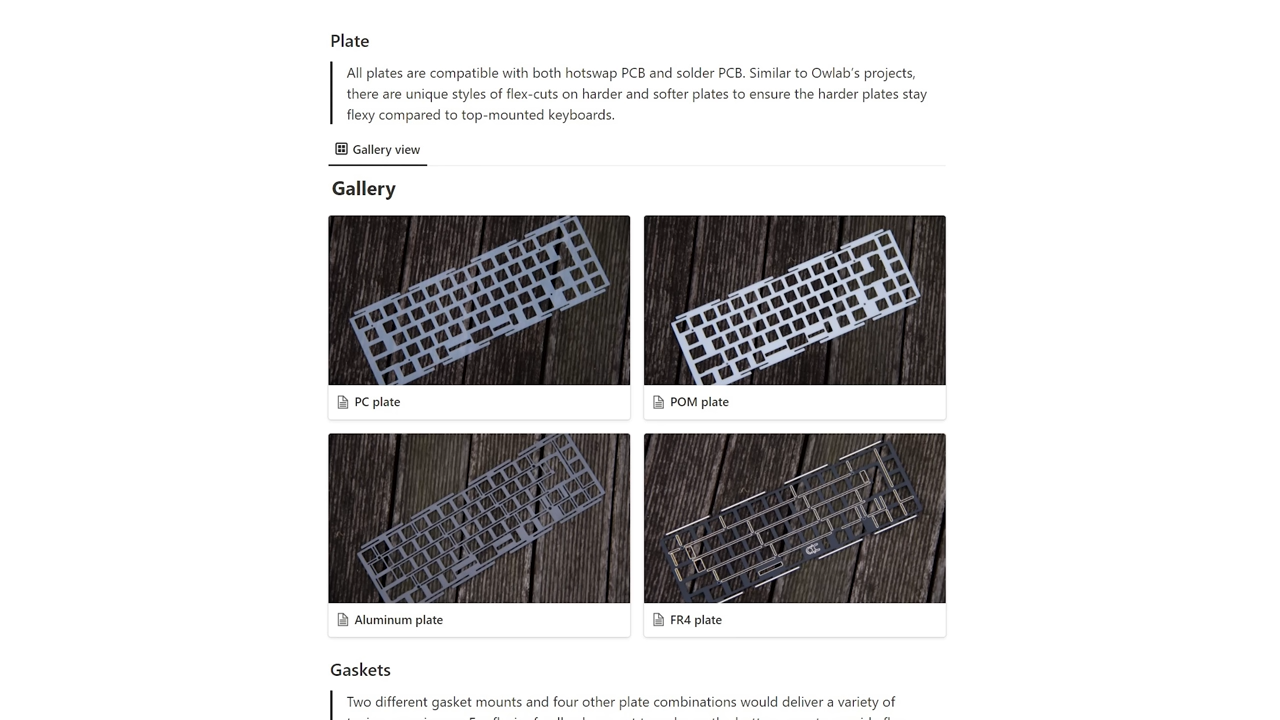 Plate
All plates are compatible with both hotswap PCB and solder PCB. Similar to Owlab's projects,
there are unique styles of flex-cuts on harder and softer plates to ensure the harder plates stay
flexy compared to top-mounted keyboards.
Gallery view
Gallery
PC plate
POM plate
Aluminum plate
FR4 plate
Gaskets
Two different gasket mounts and four other plate combinations would deliver a variety of